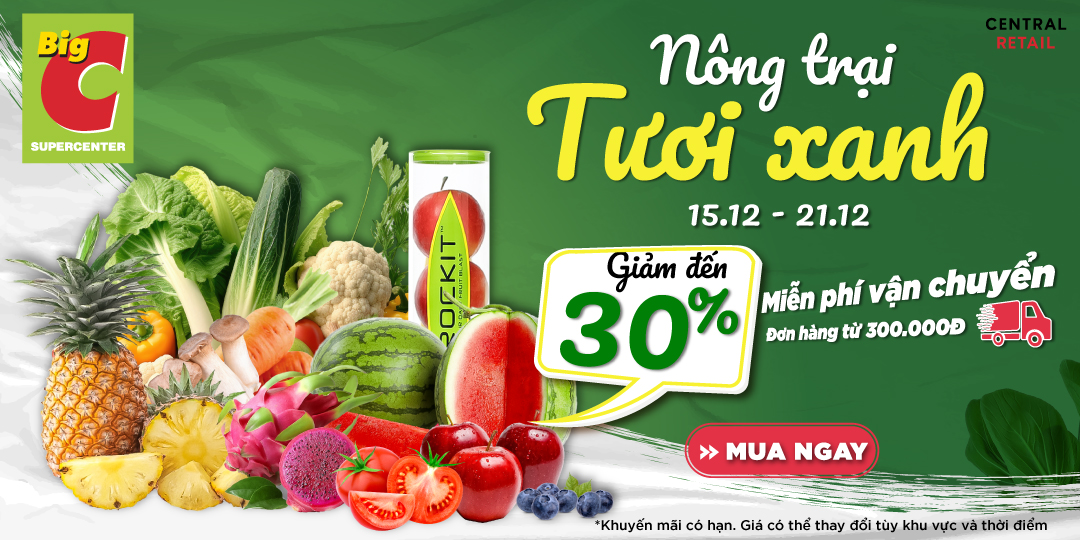 Big
C
SUPERCENTER
CENTRAL
RETAIL
Nông trại
Tươi xanh
15.12 - 21.12
ROCKIT™
Giảm đến
30%
Miễn phí vận chuyển
Đơn hàng từ 300.000Đ
>> MUA NGAY
*Khuyến mãi có hạn. Giá có thể thay đổi tùy khu vực và thời điểm